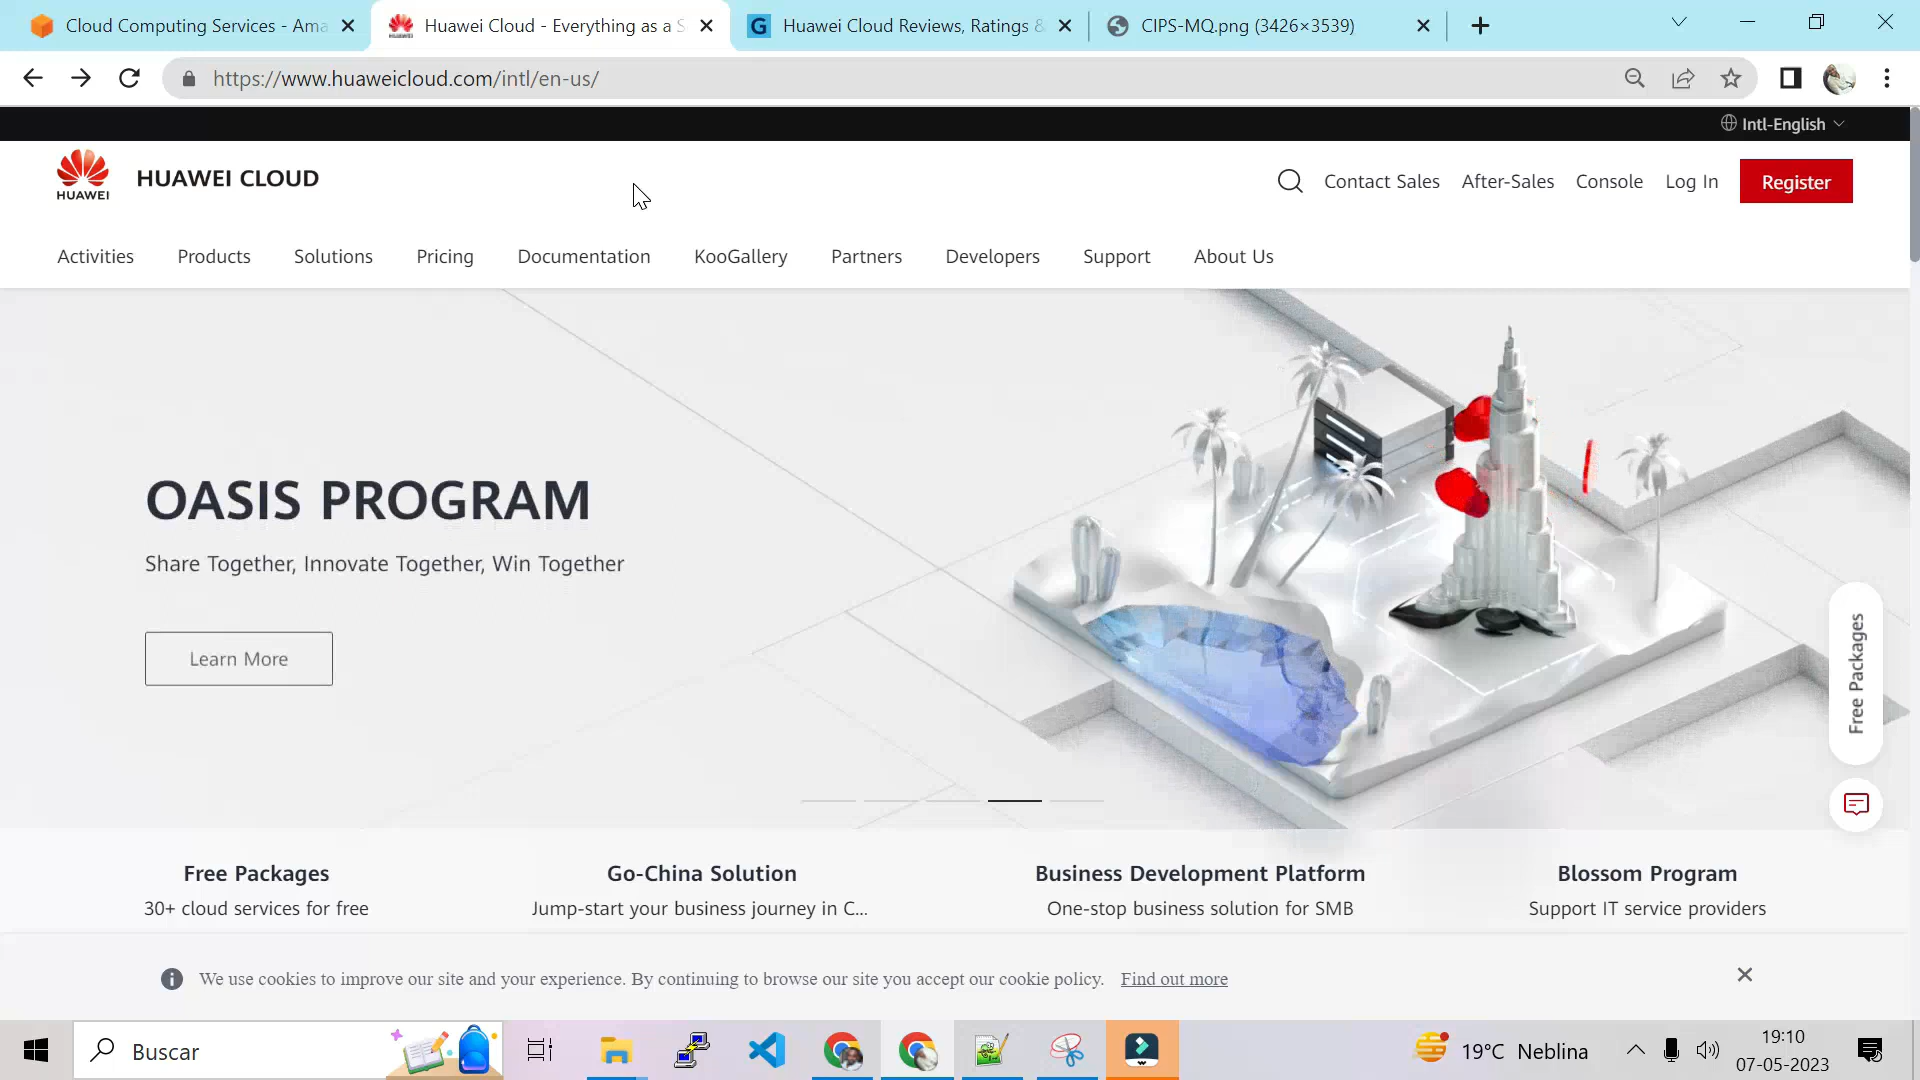 Cloud Computing Services - Ama
Huawei Cloud - Everything as a S
Huawei Cloud Reviews, Ratings &
CIPS-MQ.png (3426×3539)
https://www.huaweicloud.com/intl/en-us/
Intl-English
HUAWEI
HUAWEI CLOUD
Contact Sales
After-Sales
Console
Log In
Register
Activities
Products
Solutions
Pricing
Documentation
KooGallery
Partners
Developers
Support
About Us
OASIS PROGRAM
Share Together, Innovate Together, Win Together
Learn More
Free Packages
Free Packages
30+ cloud services for free
Go-China Solution
Jump-start your business journey in C...
Business Development Platform
One-stop business solution for SMB
Blossom Program
Support IT service providers
We use cookies to improve our site and your experience. By continuing to browse our site you accept our cookie policy. Find out more
Buscar
19°C Neblina
19:10
07-05-2023